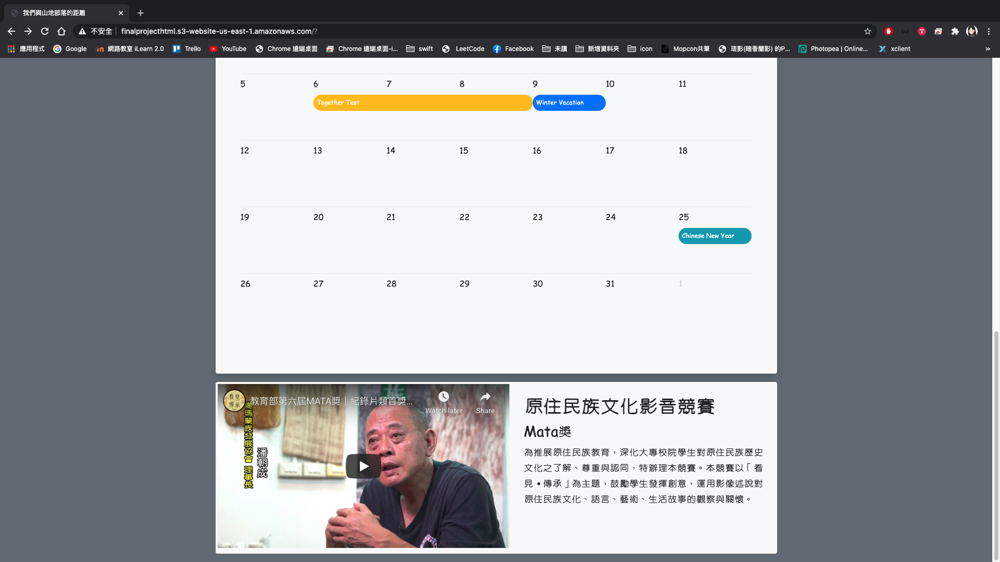 我們與山地部落的距離
不安全 finalprojecthtml.s3-website-us-east-1.amazonaws.com/?
應用程式 Google 網路教室 iLearn 2.0 Trello YouTube Chrome 遠端桌面 Chrome 遠端桌面-i... swift LeetCode Facebook 未讀 新增資料夾 icon Mopcon共筆 琉影(暗香蘭影) 的P... Photopea | Online... xclient »
5 6 7 8 9 10 11
Together Test Winter Vacation
12 13 14 15 16 17 18
19 20 21 22 23 24 25
Chinese New Year
26 27 28 29 30 31 1
看見
傳承
教育部第六屆MATA獎｜紀錄片類首獎...
Watch later
Share
噶瑪蘭族發展協會 理事長
潘朝成
原住民族文化影音競賽
Mata獎
為推展原住民族教育，深化大專校院學生對原住民族歷史
文化之了解、尊重與認同，特辦理本競賽。本競賽以「看
見•傳承」為主題，鼓勵學生發揮創意，運用影像述說對
原住民族文化、語言、藝術、生活故事的觀察與關懷。